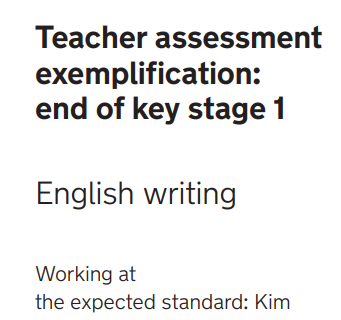 Teacher assessment
exemplification:
end of key stage 1
English writing
Working at
the expected standard: Kim